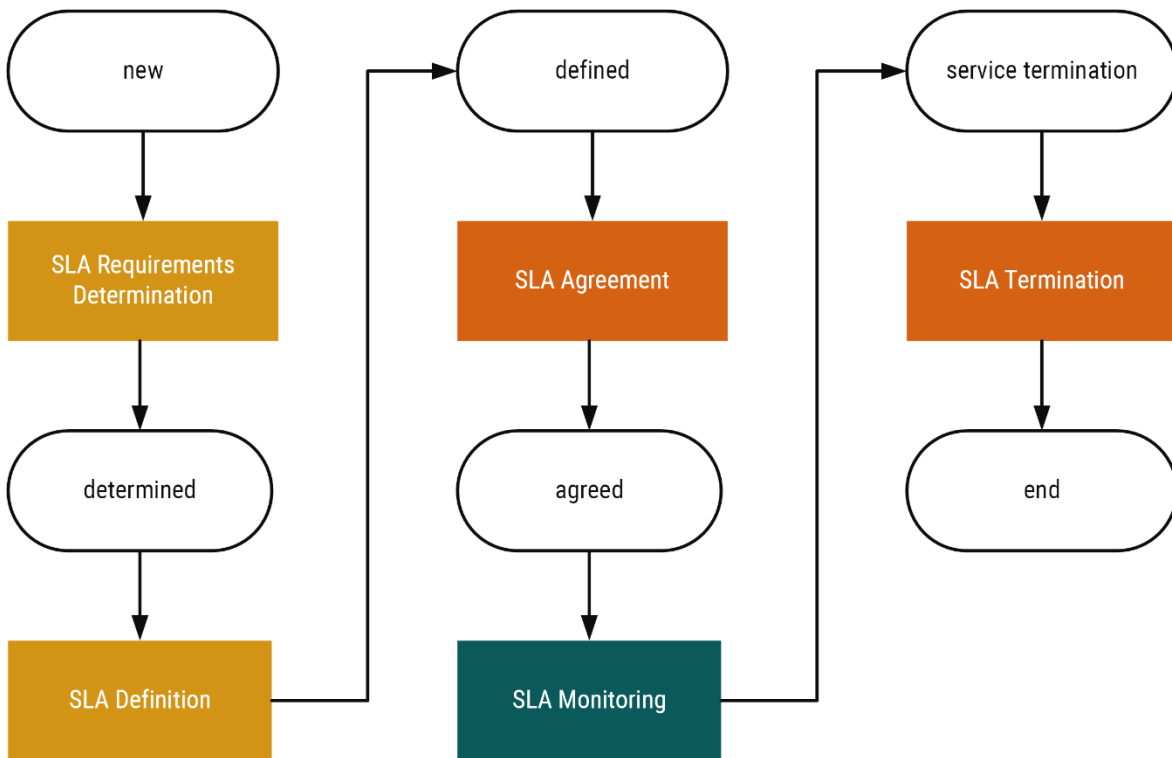 new
SLA Requirements
Determination
determined
SLA Definition
defined
SLA Agreement
agreed
SLA Monitoring
service termination
SLA Termination
end